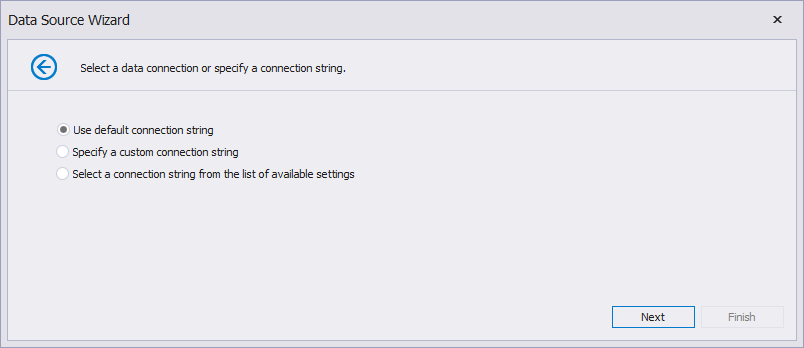 Data Source Wizard
Select a data connection or specify a connection string.
Use default connection string
Specify a custom connection string
Select a connection string from the list of available settings
Next
Finish